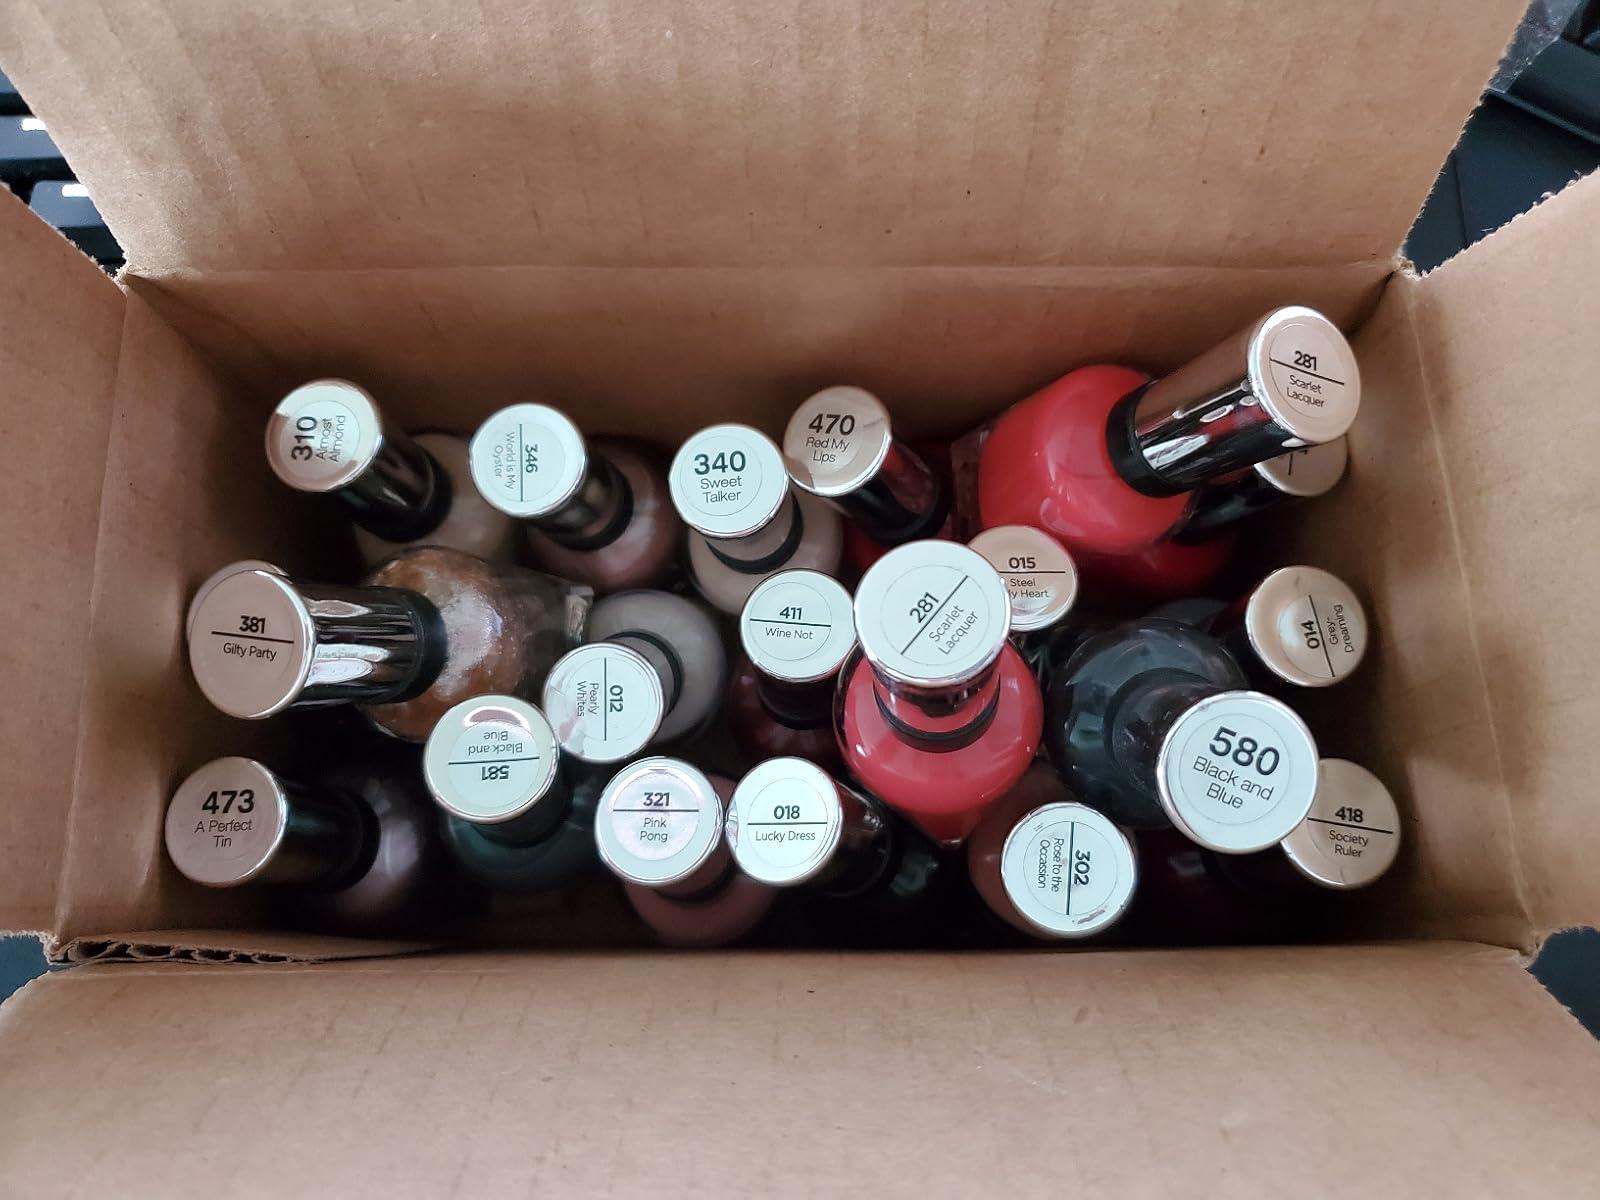 310
Almost
Almond
346
World is My
Oyster
340
Sweet
Talker
470
Red My
Lips
281
Scarlet
Lacquer
381
Gilty Party
012
Pearly
Whites
411
Wine Not
281
Scarlet
Lacquer
015
Steel
My Heart
014
Grey-
Dreaming
473
A Perfect
Tin
581
Black and
Blue
321
Pink
Pong
018
Lucky Dress
302
Rose to the
Occassion
580
Black and
Blue
418
Society
Ruler